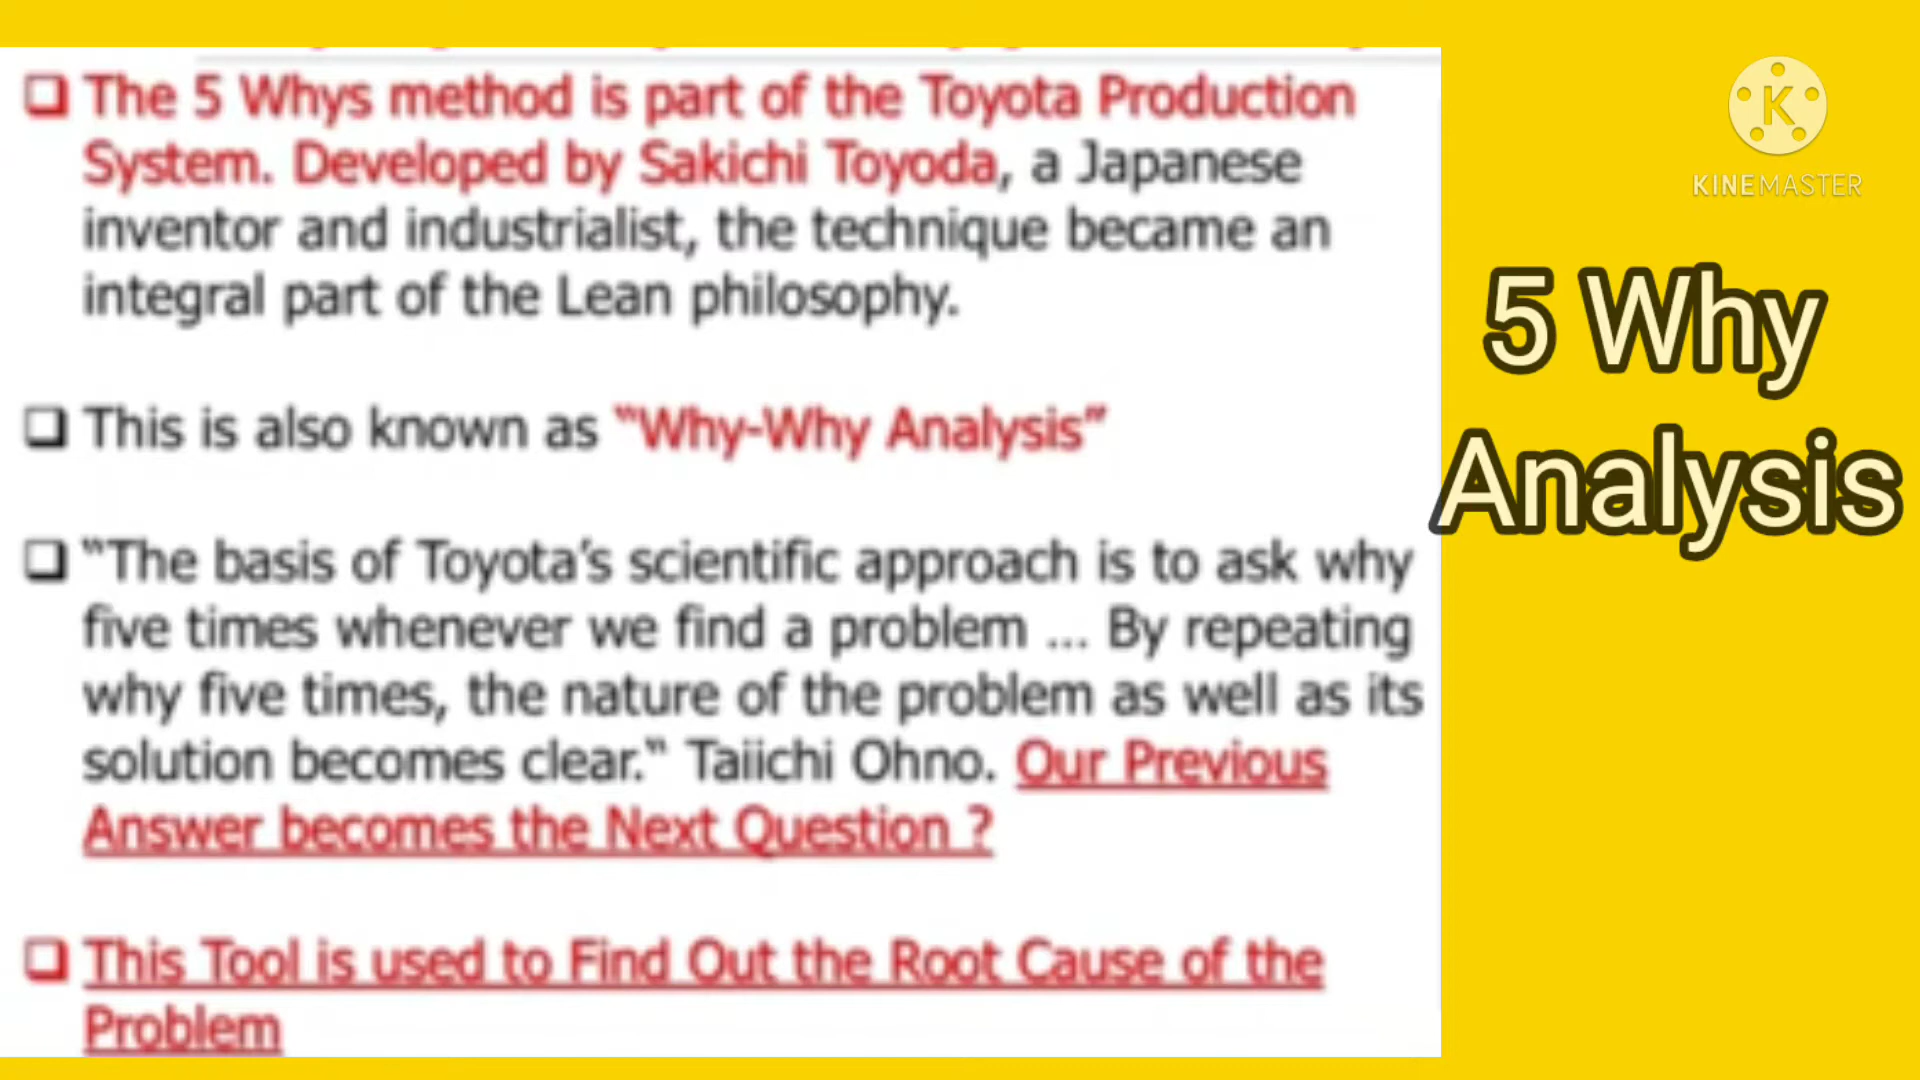 The 5 Whys method is part of the Toyota Production
System. Developed by Sakichi Toyoda, a Japanese
inventor and industrialist, the technique became an
integral part of the Lean philosophy.
This is also known as “Why-Why Analysis”
“The basis of Toyota’s scientific approach is to ask why
five times whenever we find a problem ... By repeating
why five times, the nature of the problem as well as its
solution becomes clear.“ Taiichi Ohno. Our Previous
Answer becomes the Next Question ?
This Tool is used to Find Out the Root Cause of the
Problem
K
KINEMASTER
5 Why
Analysis